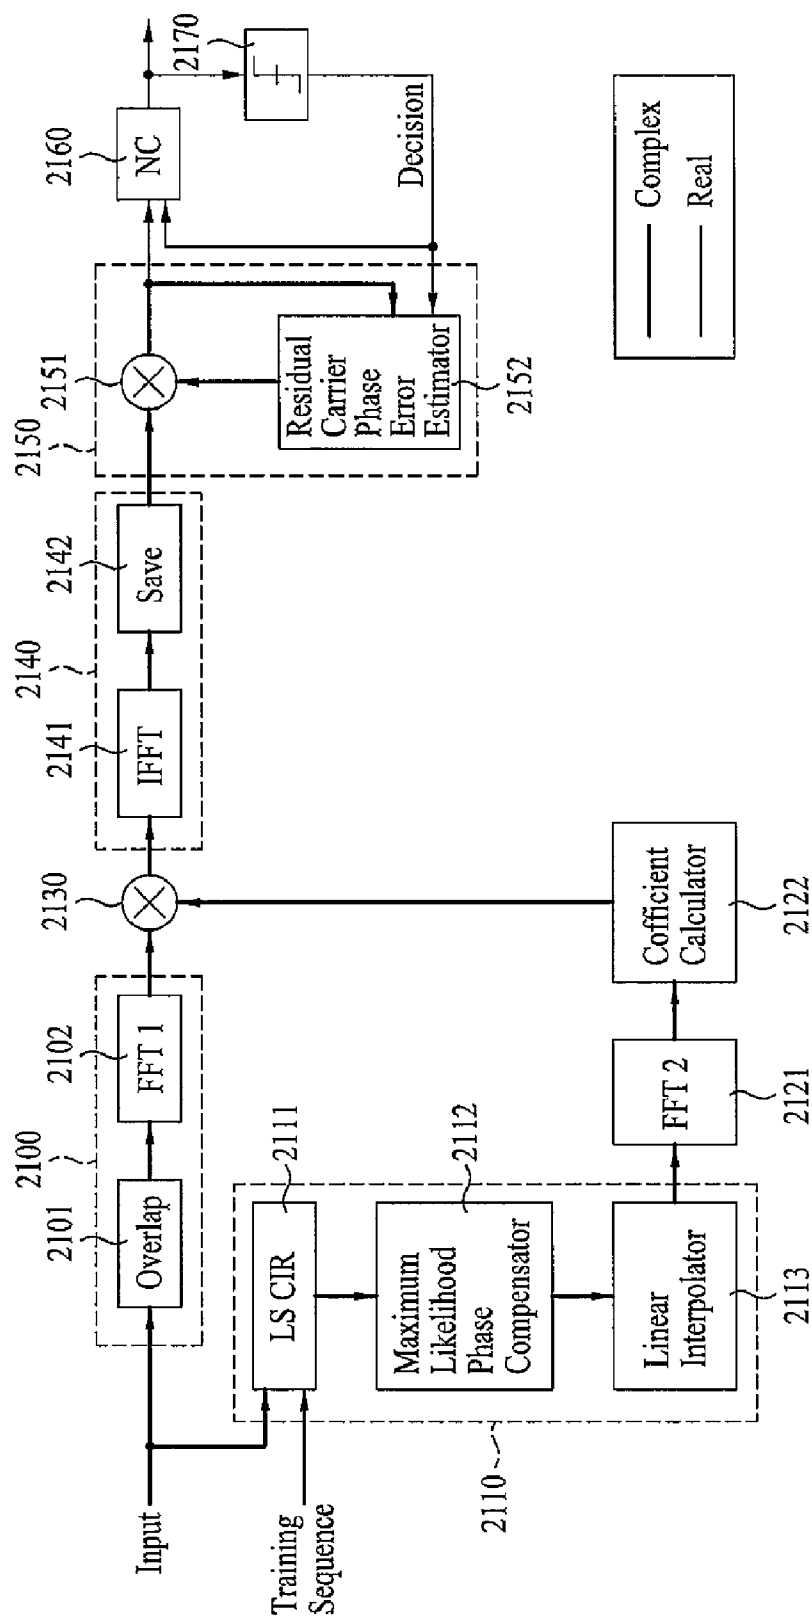 Input
2100
2101
Overlap
2102
FFT 1
2130
2140
2141
IFFT
2142
Save
2150
2151
Residual
Carrier
Phase
Error
Estimator
2152
2160
NC
2170
Decision
Training
Sequence
2110
LS CIR
2111
Maximum
Likelihood
Phase
Compensator
2112
Linear
Interpolator
2113
FFT 2
2121
Cofficient
Calculator
2122
Complex
Real